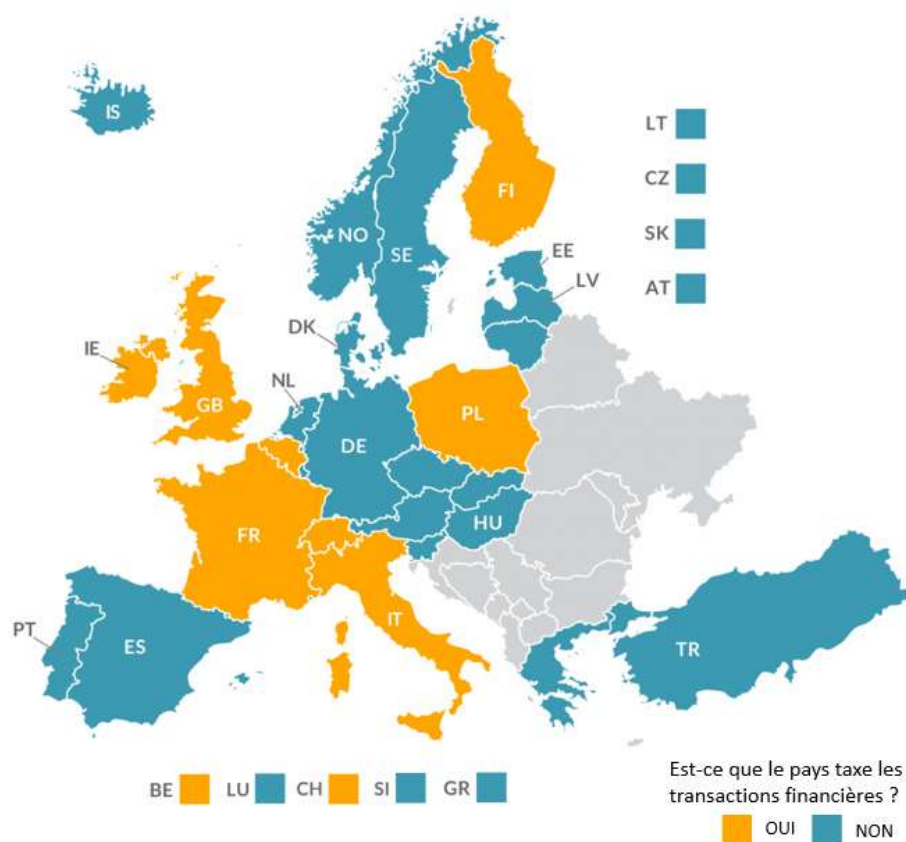 IS
LT
FI
CZ
NO
SE
SK
EE
LV
AT
DK
IE
NL
GB
PL
DE
FR
HU
IT
PT
ES
TR
BE LU CH SI GR
Est-ce que le pays taxe les
transactions financières ?
OUI NON